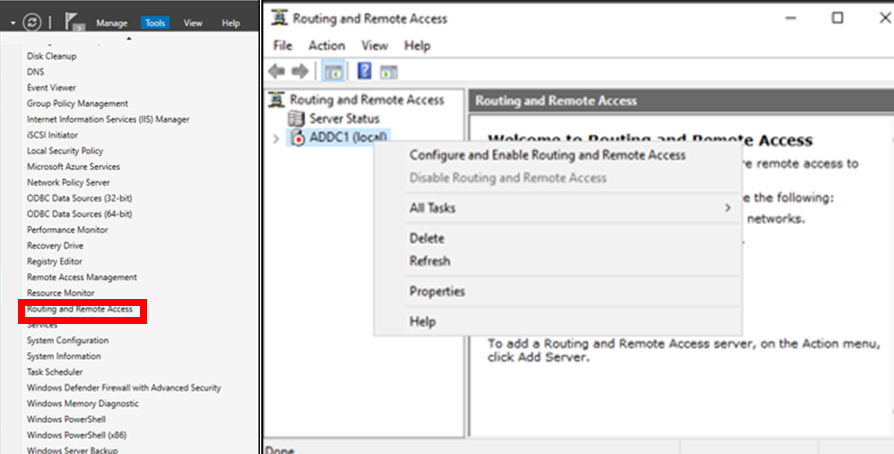 Manage Tools View Help
Disk Cleanup
DNS
Event Viewer
Group Policy Management
Internet Information Services (IIS) Manager
iSCSI Initiator
Local Security Policy
Microsoft Azure Services
Network Policy Server
ODBC Data Sources (32-bit)
ODBC Data Sources (64-bit)
Performance Monitor
Recovery Drive
Registry Editor
Remote Access Management
Resource Monitor
Routing and Remote Access
Services
System Configuration
System Information
Task Scheduler
Windows Defender Firewall with Advanced Security
Windows Memory Diagnostic
Windows PowerShell
Windows PowerShell (x86)
Windows Server Backup
Routing and Remote Access
File Action View Help
Routing and Remote Access
Server Status
ADDC1 (local)
Routing and Remote Access
Welcome to Routing and Remote Access
re remote access to
e the following:
networks.
Configure and Enable Routing and Remote Access
Disable Routing and Remote Access
All Tasks
Delete
Refresh
Properties
Help
To add a Routing and Remote Access server, on the Action menu,
click Add Server.
Done